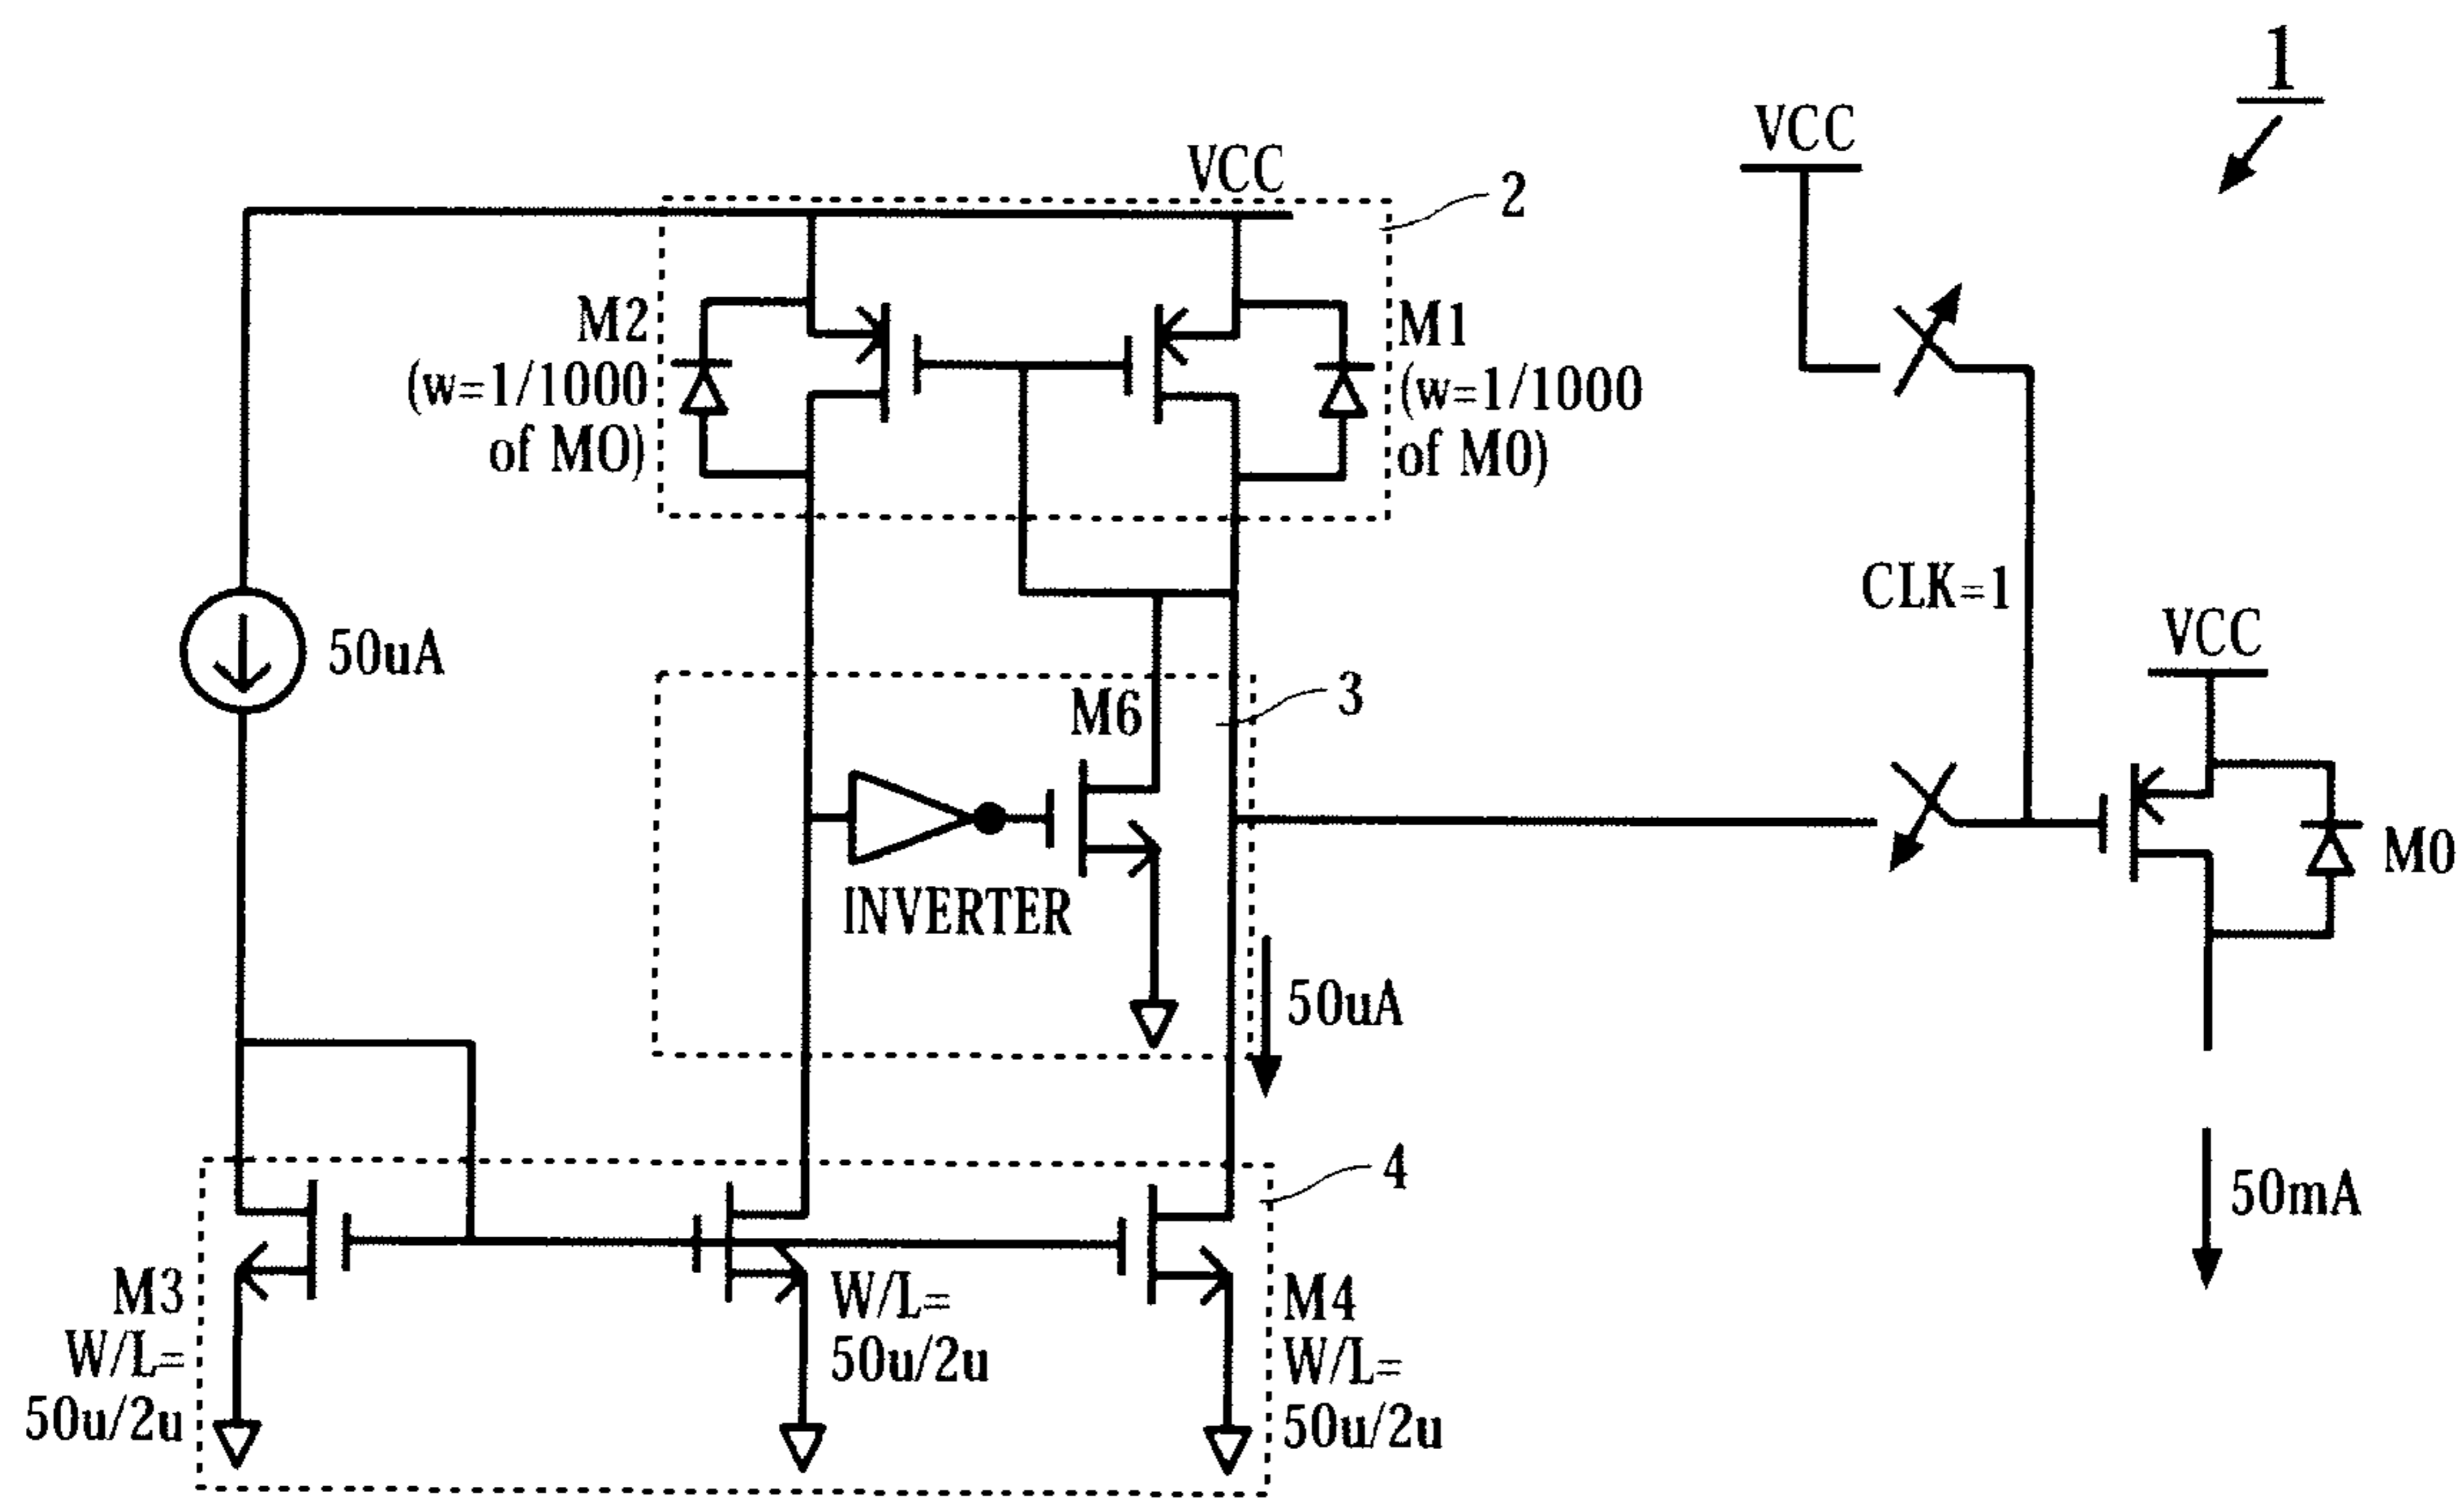 1
VCC
VCC
2
M2
(w=1/1000
of MO)
M1
(w=1/1000
of M0)
CLK=1
VCC
50uA
M6
3
INVERTER
M0
50uA
4
50mA
M3
W/L=
50u/2u
W/L=
50u/2u
M4
W/L=
50u/2u